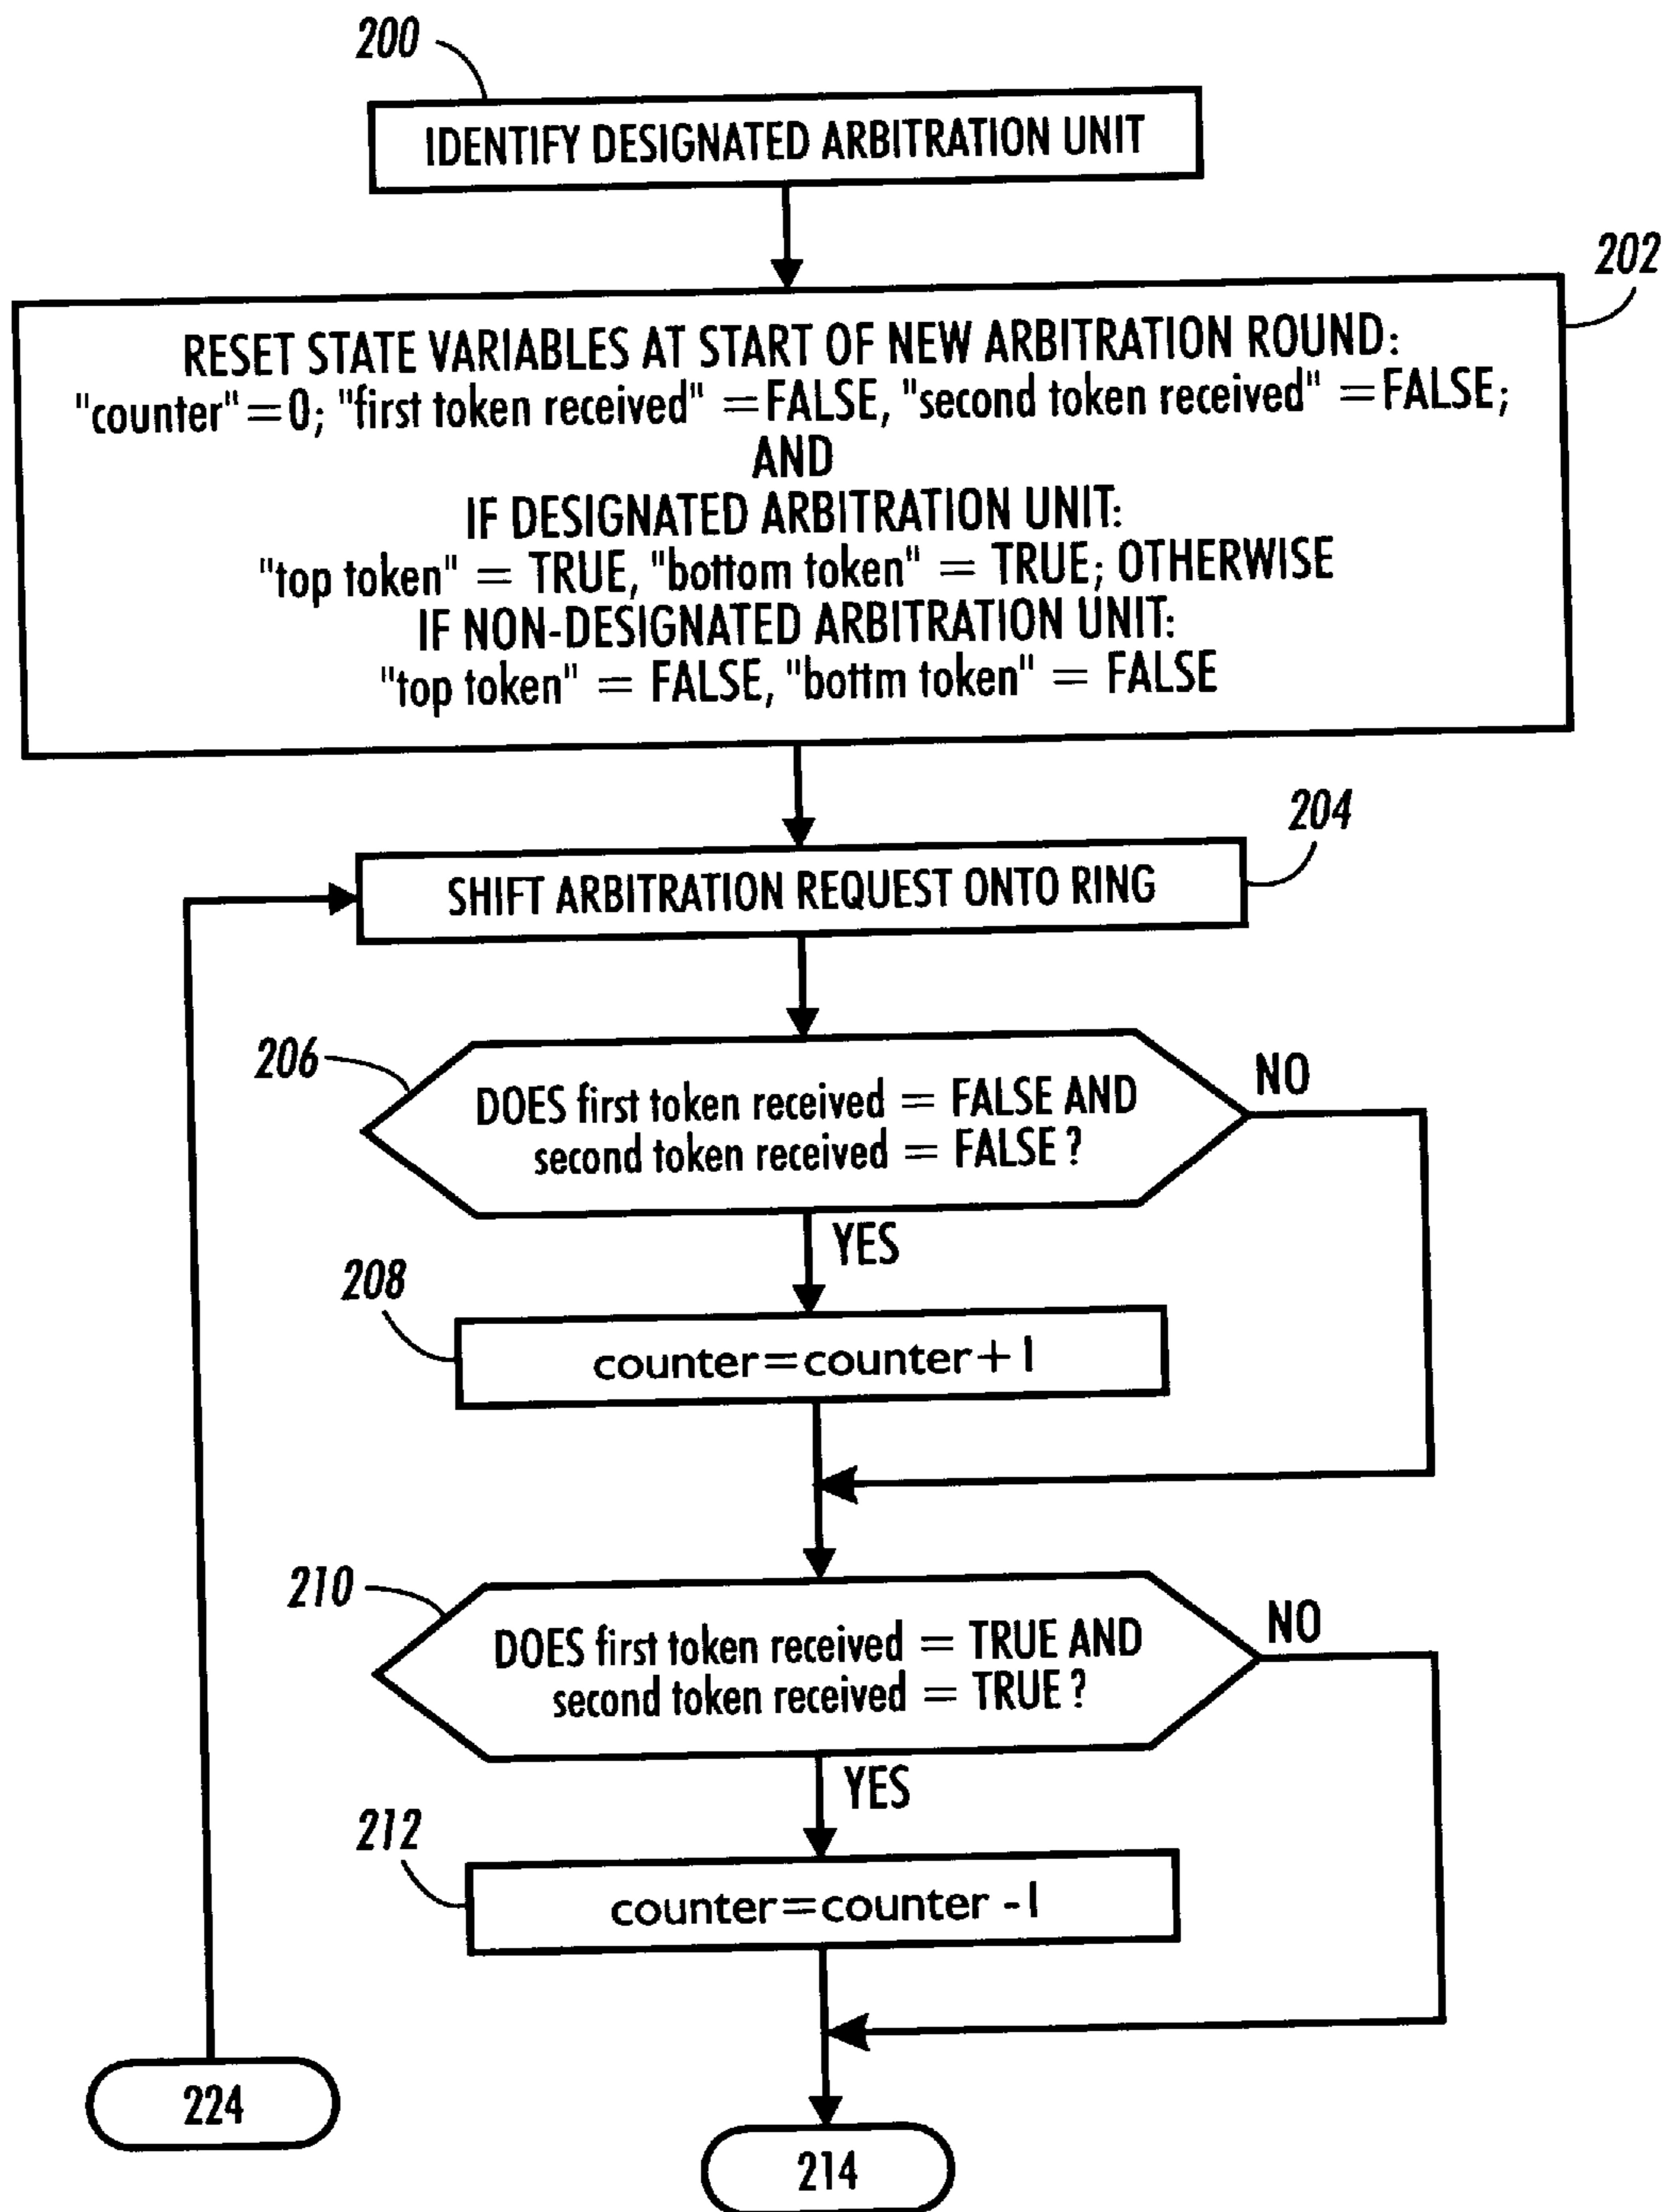 200
IDENTIFY DESIGNATED ARBITRATION UNIT
202
RESET STATE VARIABLES AT START OF NEW ARBITRATION ROUND:
"counter"=0; "first token received" =FALSE, "second token received" =FALSE;
AND
IF DESIGNATED ARBITRATION UNIT:
"top token" = TRUE, "bottom token" = TRUE; OTHERWISE
IF NON-DESIGNATED ARBITRATION UNIT:
"top token" = FALSE, "bottm token" = FALSE
204
SHIFT ARBITRATION REQUEST ONTO RING
206
DOES first token received = FALSE AND
second token received = FALSE ?
NO
YES
208
counter=counter+1
210
DOES first token received = TRUE AND
second token received = TRUE ?
NO
YES
212
counter=counter -1
224
214